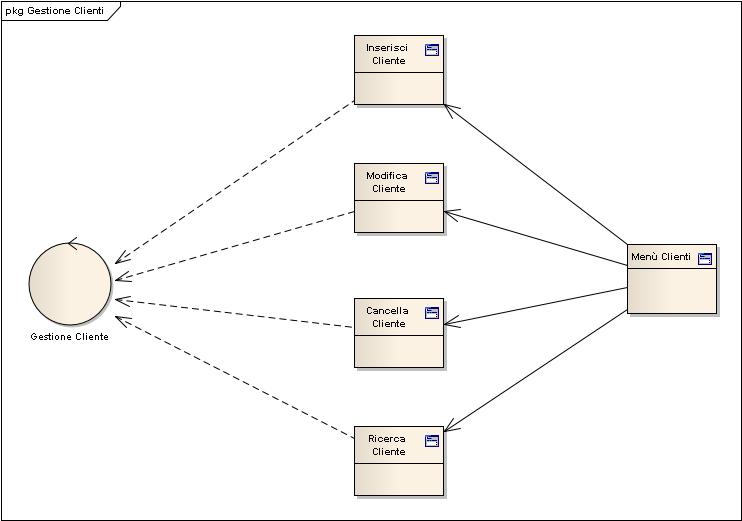 pkg Gestione Clienti
Inserisci
Cliente
Modifica
Cliente
Menù Clienti
Cancella
Cliente
Gestione Cliente
Ricerca
Cliente